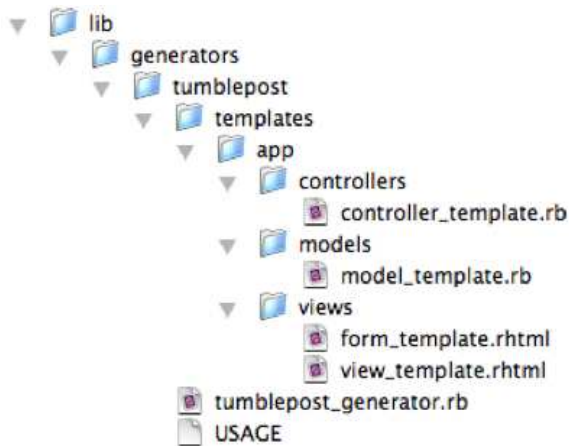 lib
generators
tumblepost
templates
app
controllers
controller_template.rb
models
model_template.rb
views
form_template.rhtml
view_template.rhtml
tumblepost_generator.rb
USAGE